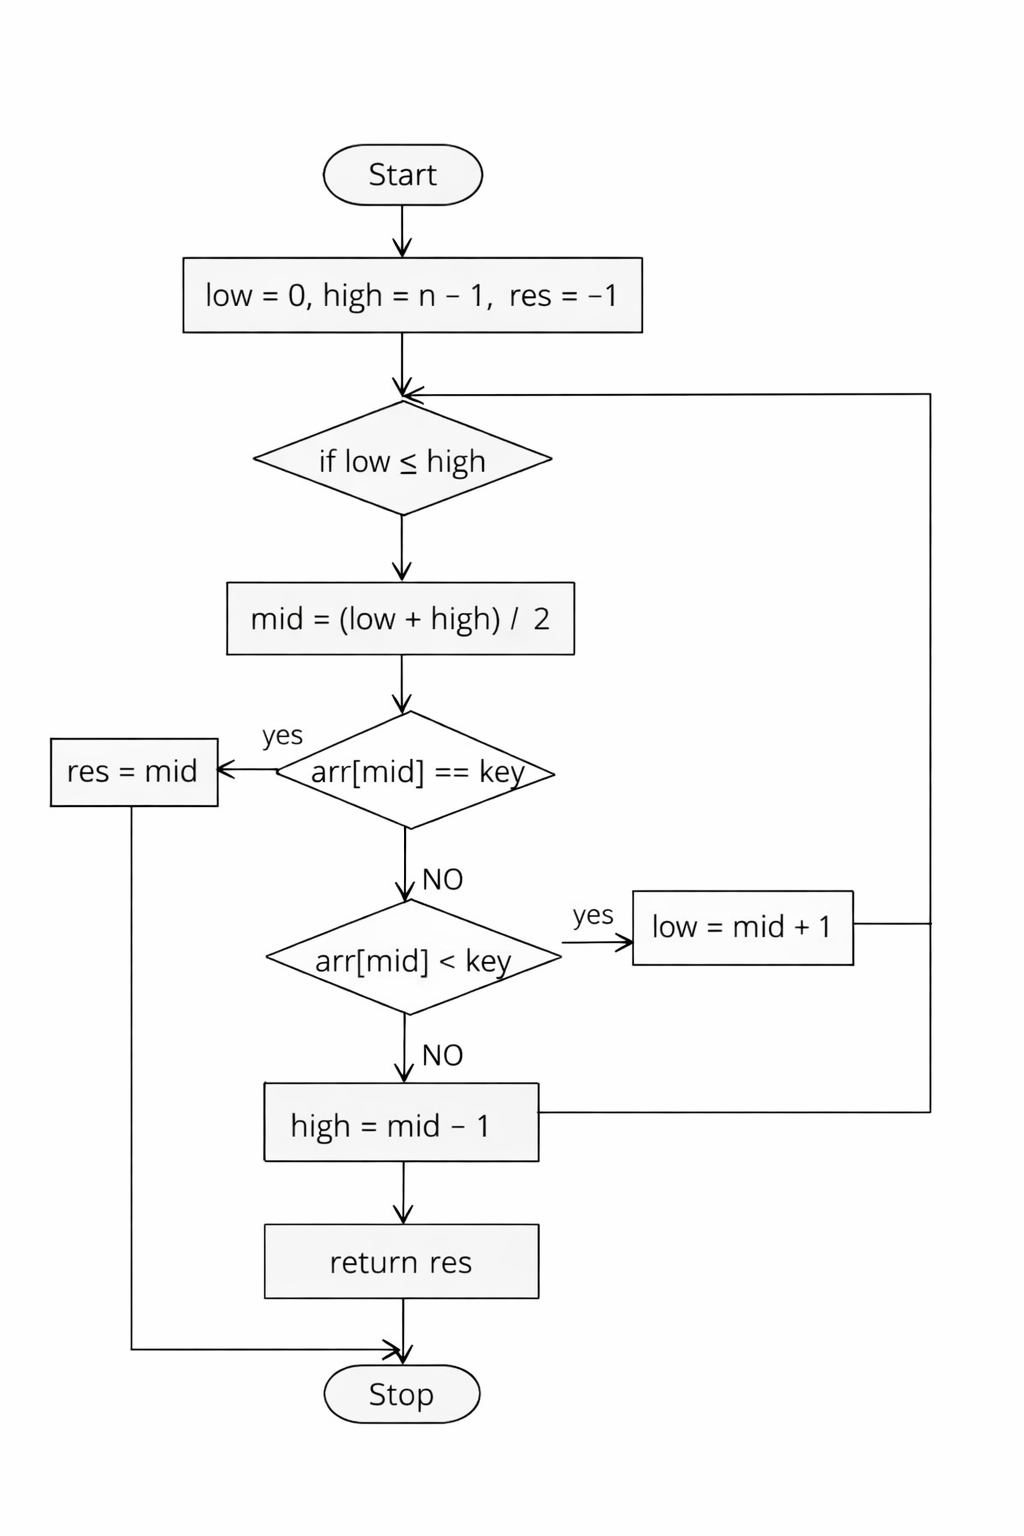 Start
low = 0, high = n − 1, res = −1
if low ≤ high
mid = (low + high) / 2
yes
res = mid
arr[mid] == key
NO
yes
low = mid + 1
arr[mid] < key
NO
high = mid − 1
return res
Stop